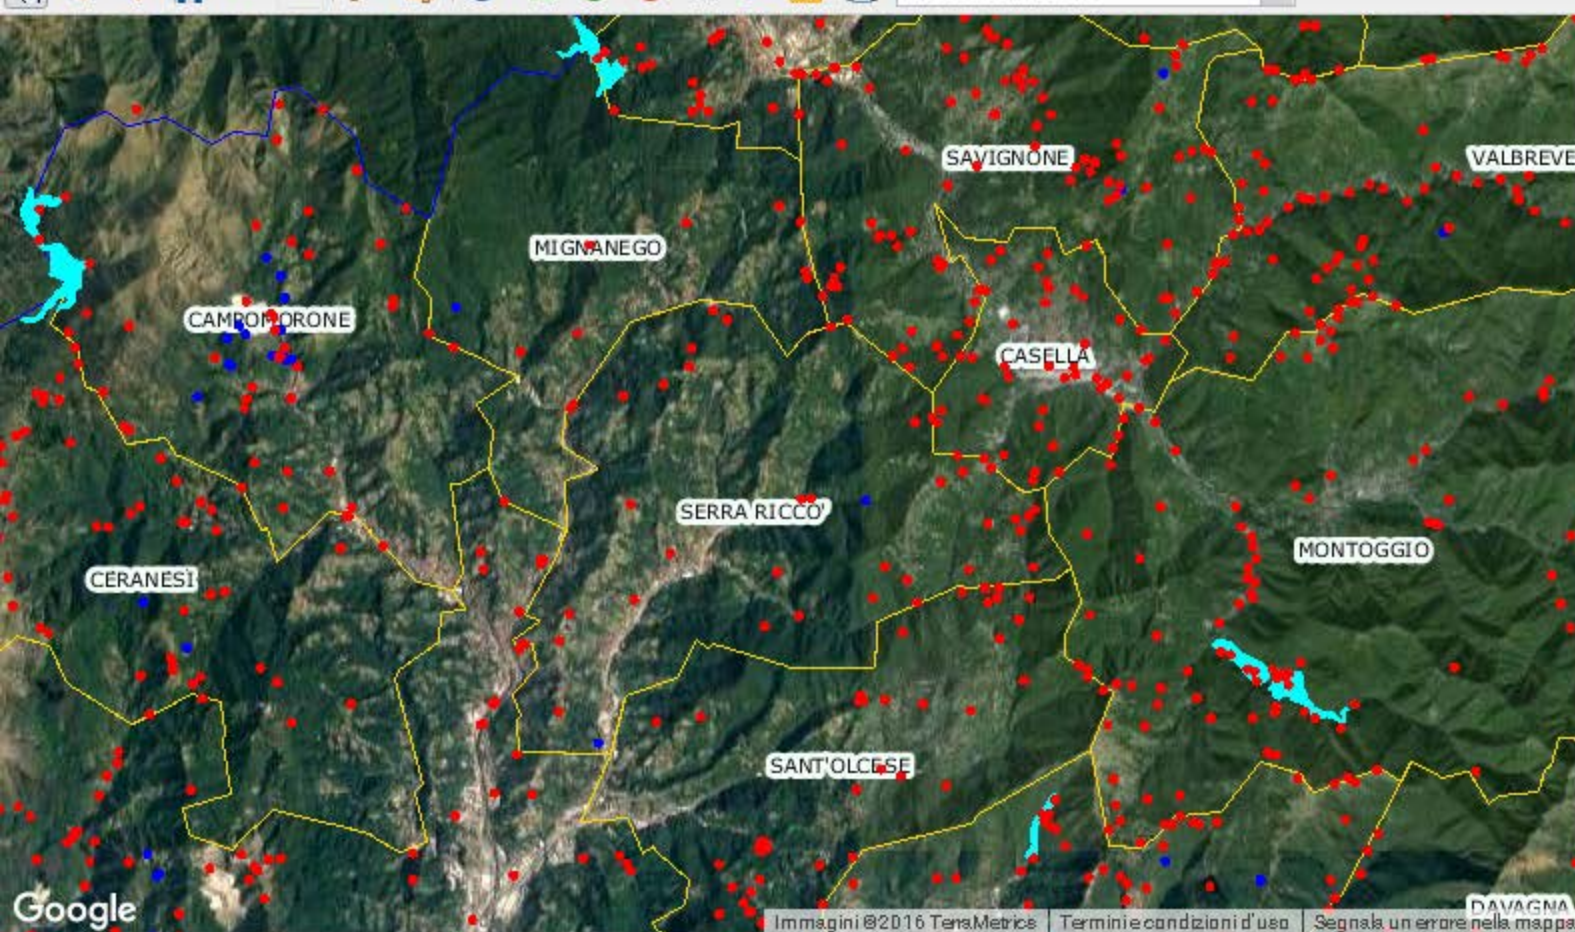 SAVIGNONE
VALBREVE
MIGNANEGO
CAMPOMORONE
CASELLA
SERRA RICCO'
MONTOGGIO
CERANESI
SANT'OLCESE
DAVAGNA
Google
Immagini ©2016 TerraMetrics
Termini e condizioni d'uso
Segnala un errore nella mappa